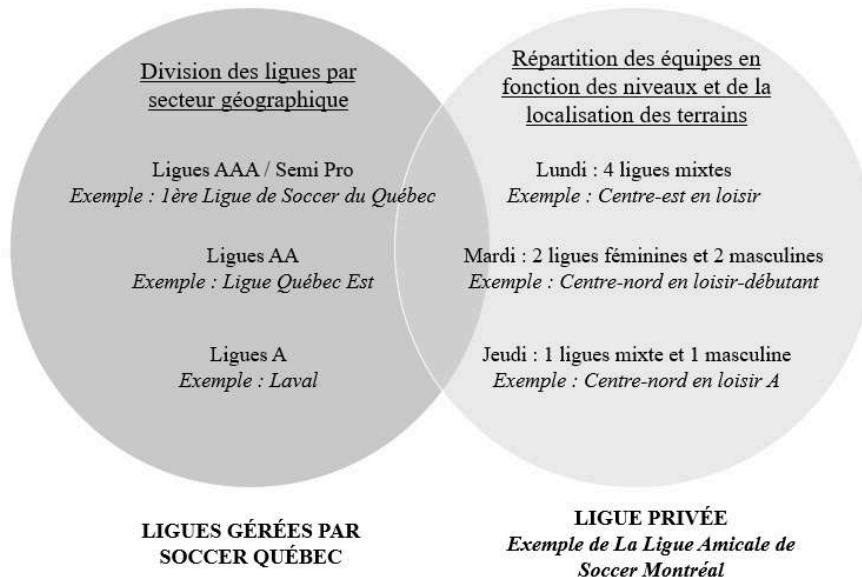 Division des ligues par
secteur géographique
Ligues AAA / Semi Pro
Exemple : 1ère Ligue de Soccer du Québec
Ligues AA
Exemple : Ligue Québec Est
Ligues A
Exemple : Laval
LIGUES GÉRÉES PAR
SOCCER QUÉBEC
Répartition des équipes en
fonction des niveaux et de la
localisation des terrains
Lundi : 4 ligues mixtes
Exemple : Centre-est en loisir
Mardi : 2 ligues féminines et 2 masculines
Exemple : Centre-nord en loisir-débutant
Jeudi : 1 ligues mixte et 1 masculine
Exemple : Centre-nord en loisir A
LIGUE PRIVÉE
Exemple de La Ligue Amicale de
Soccer Montréal